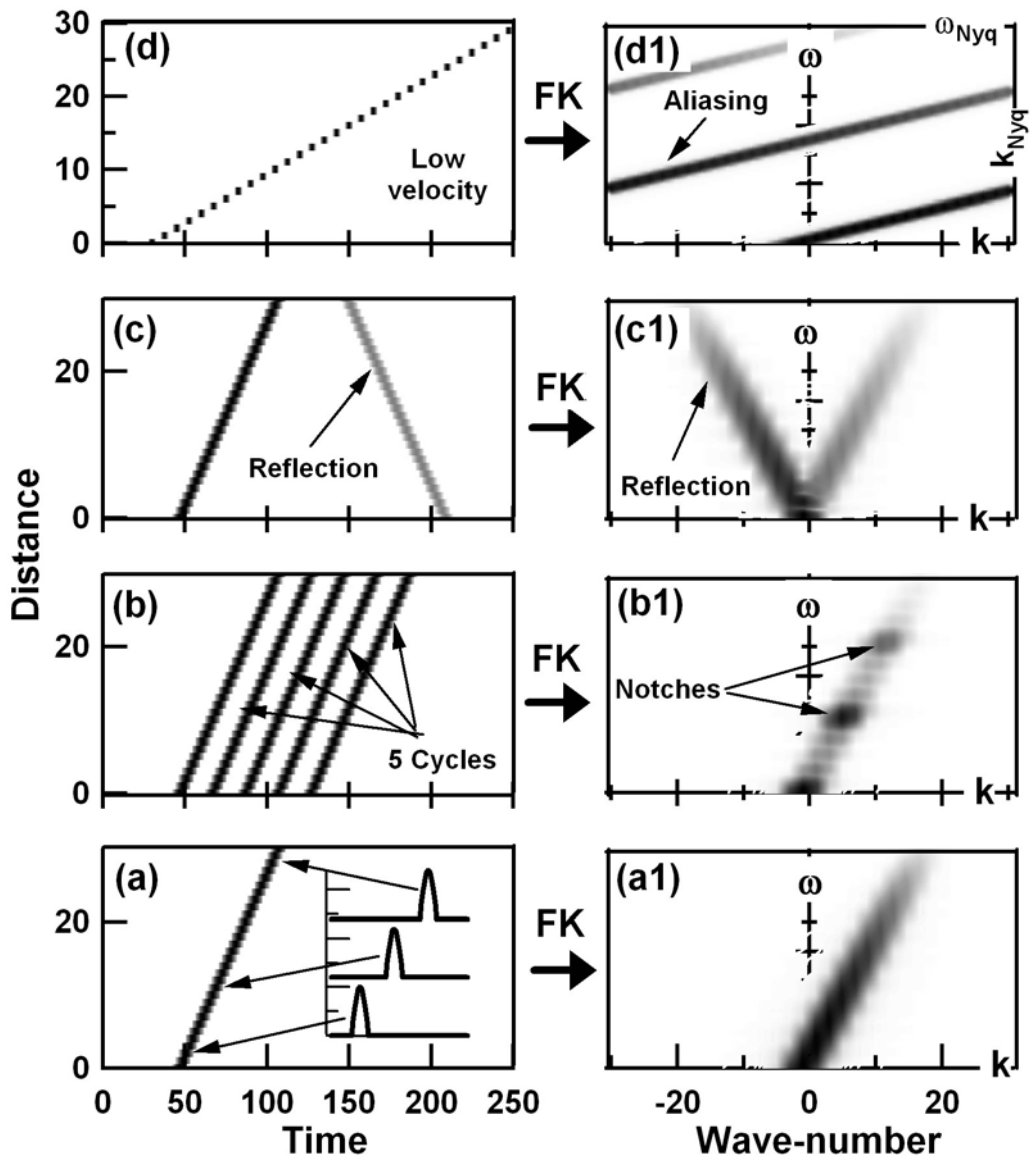 30
(d)
20
10
0
Low
velocity
FK
(d1)
ωNyq
ω
Aliasing
kNyq
k
(c)
20
0
Reflection
FK
(c1)
ω
Reflection
k
Distance
(b)
20
0
5 Cycles
FK
(b1)
ω
Notches
k
(a)
20
0
FK
(a1)
ω
k
0 50 100 150 200 250
Time
-20 0 20
Wave-number